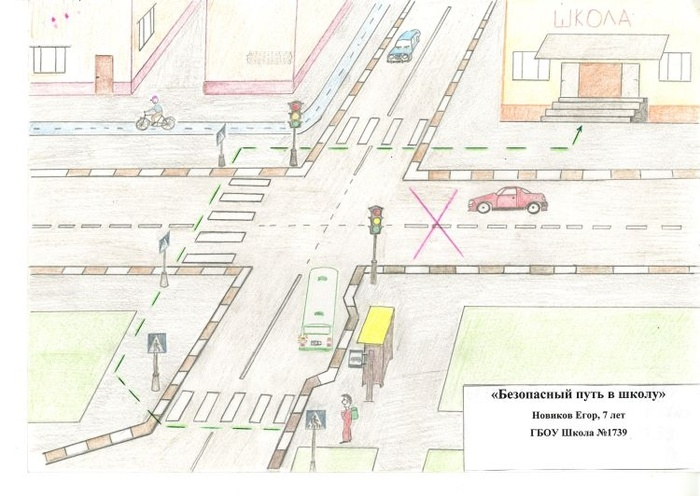 ШКОЛА
«Безопасный путь в школу»
Новиков Егор, 7 лет
ГБОУ Школа №1739